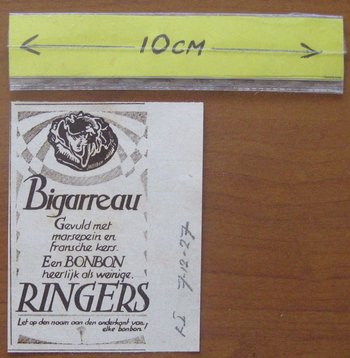 10CM
Bigarreau
Gevuld met
marsepein en
fransche kers.
Een BONBON
heerlijk als weinige.
RINGERS
Let op den naam aan den onderkant van
elke bonbon!
7-12-27